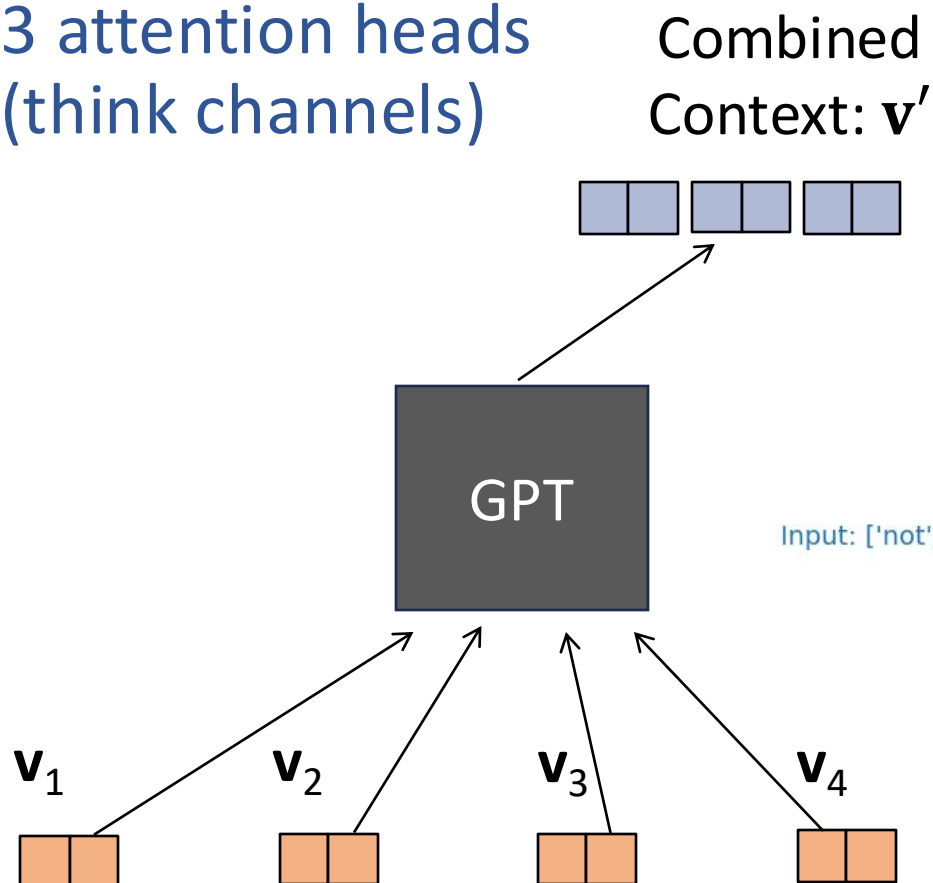 3 attention heads
(think channels)
Combined
Context: v′
GPT
Input: ['not',
v₁
v₂
v₃
v₄